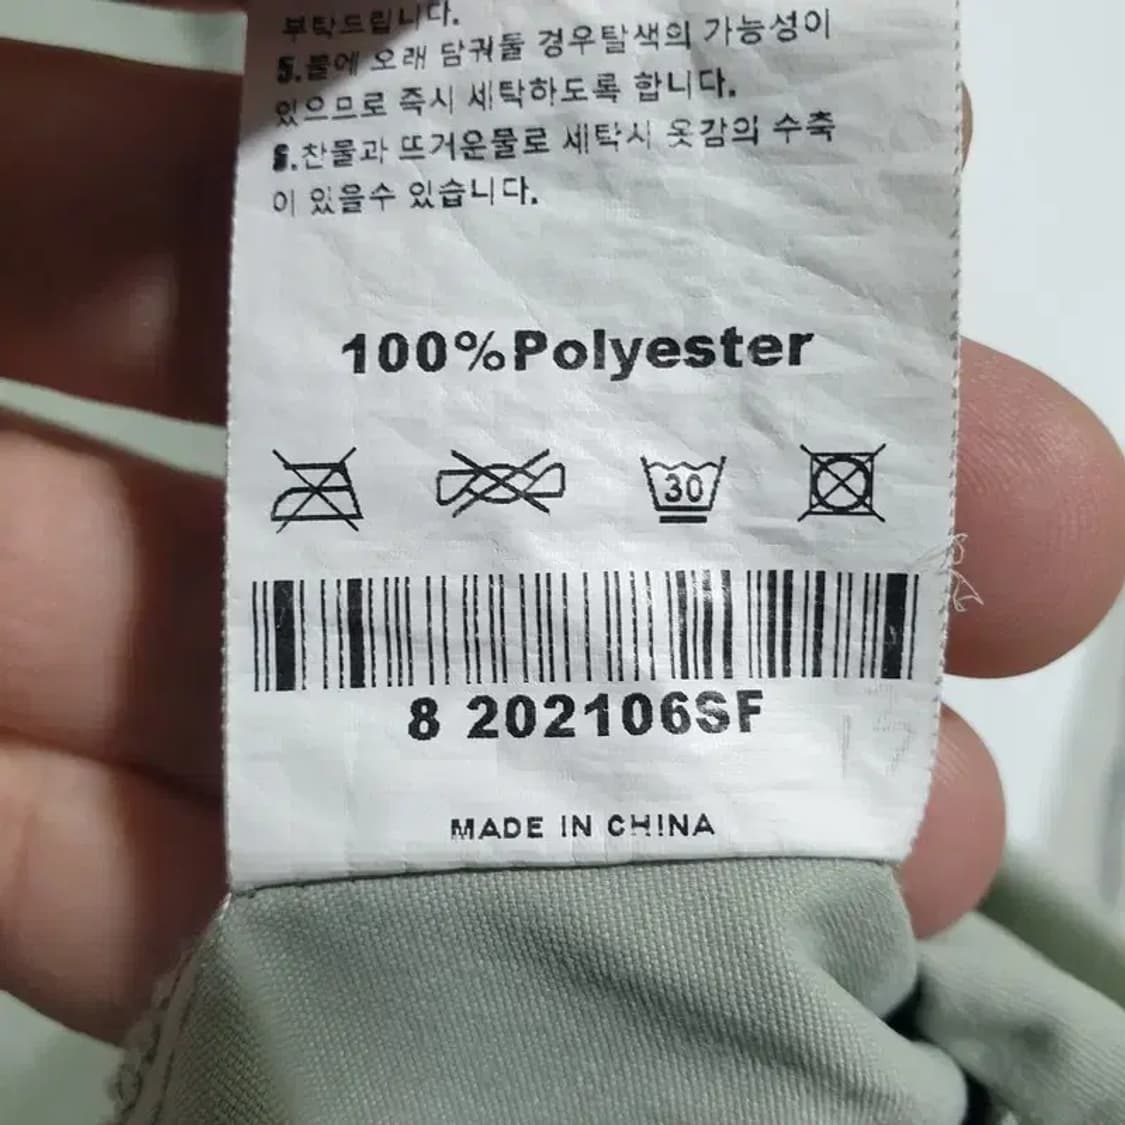 부탁드립니다.
5.물에 오래 담궈둘 경우탈색의 가능성이
있으므로 즉시 세탁하도록 합니다.
6.찬물과 뜨거운물로 세탁시 옷감의 수축
이 있을수 있습니다.
100%Polyester
30
8 202106SF
MADE IN CHINA